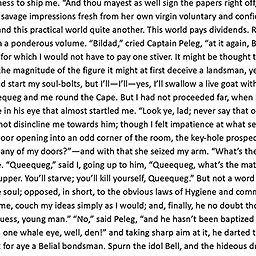 ness to ship me. "And thou mayest as well sign the papers right off,
savage impressions fresh from her own virgin voluntary and confid
and this practical world quite another. This world pays dividends. R
a ponderous volume. "Bildad," cried Captain Peleg, "at it again, B
for which I would not have to pay one stiver. It might be thought t
the magnitude of the figure it might at first deceive a landsman, ye
d start my soul-bolts, but I'll—I'll—yes, I'll swallow a live goat with
equeg and me round the Cape. But I had not proceeded far, when
e in his eye that almost startled me. "Look ye, lad; never say that o
not disincline me towards him; though I felt impatience at what se
oor opening into an odd corner of the room, the key-hole prospec
any of my doors?"—and with that she seized my arm. "What's the
e. "Queequeg," said I, going up to him, "Queequeg, what's the mat
upper. You'll starve; you'll kill yourself, Queequeg." But not a word
e soul; opposed, in short, to the obvious laws of Hygiene and comm
me, couch my ideas simply as I would; and, finally, he no doubt tho
uess, young man." "No," said Peleg, "and he hasn't been baptized
one whale eye, well, den!" and taking sharp aim at it, he darted t
for aye a Belial bondsman. Spurn the idol Bell, and the hideous dr